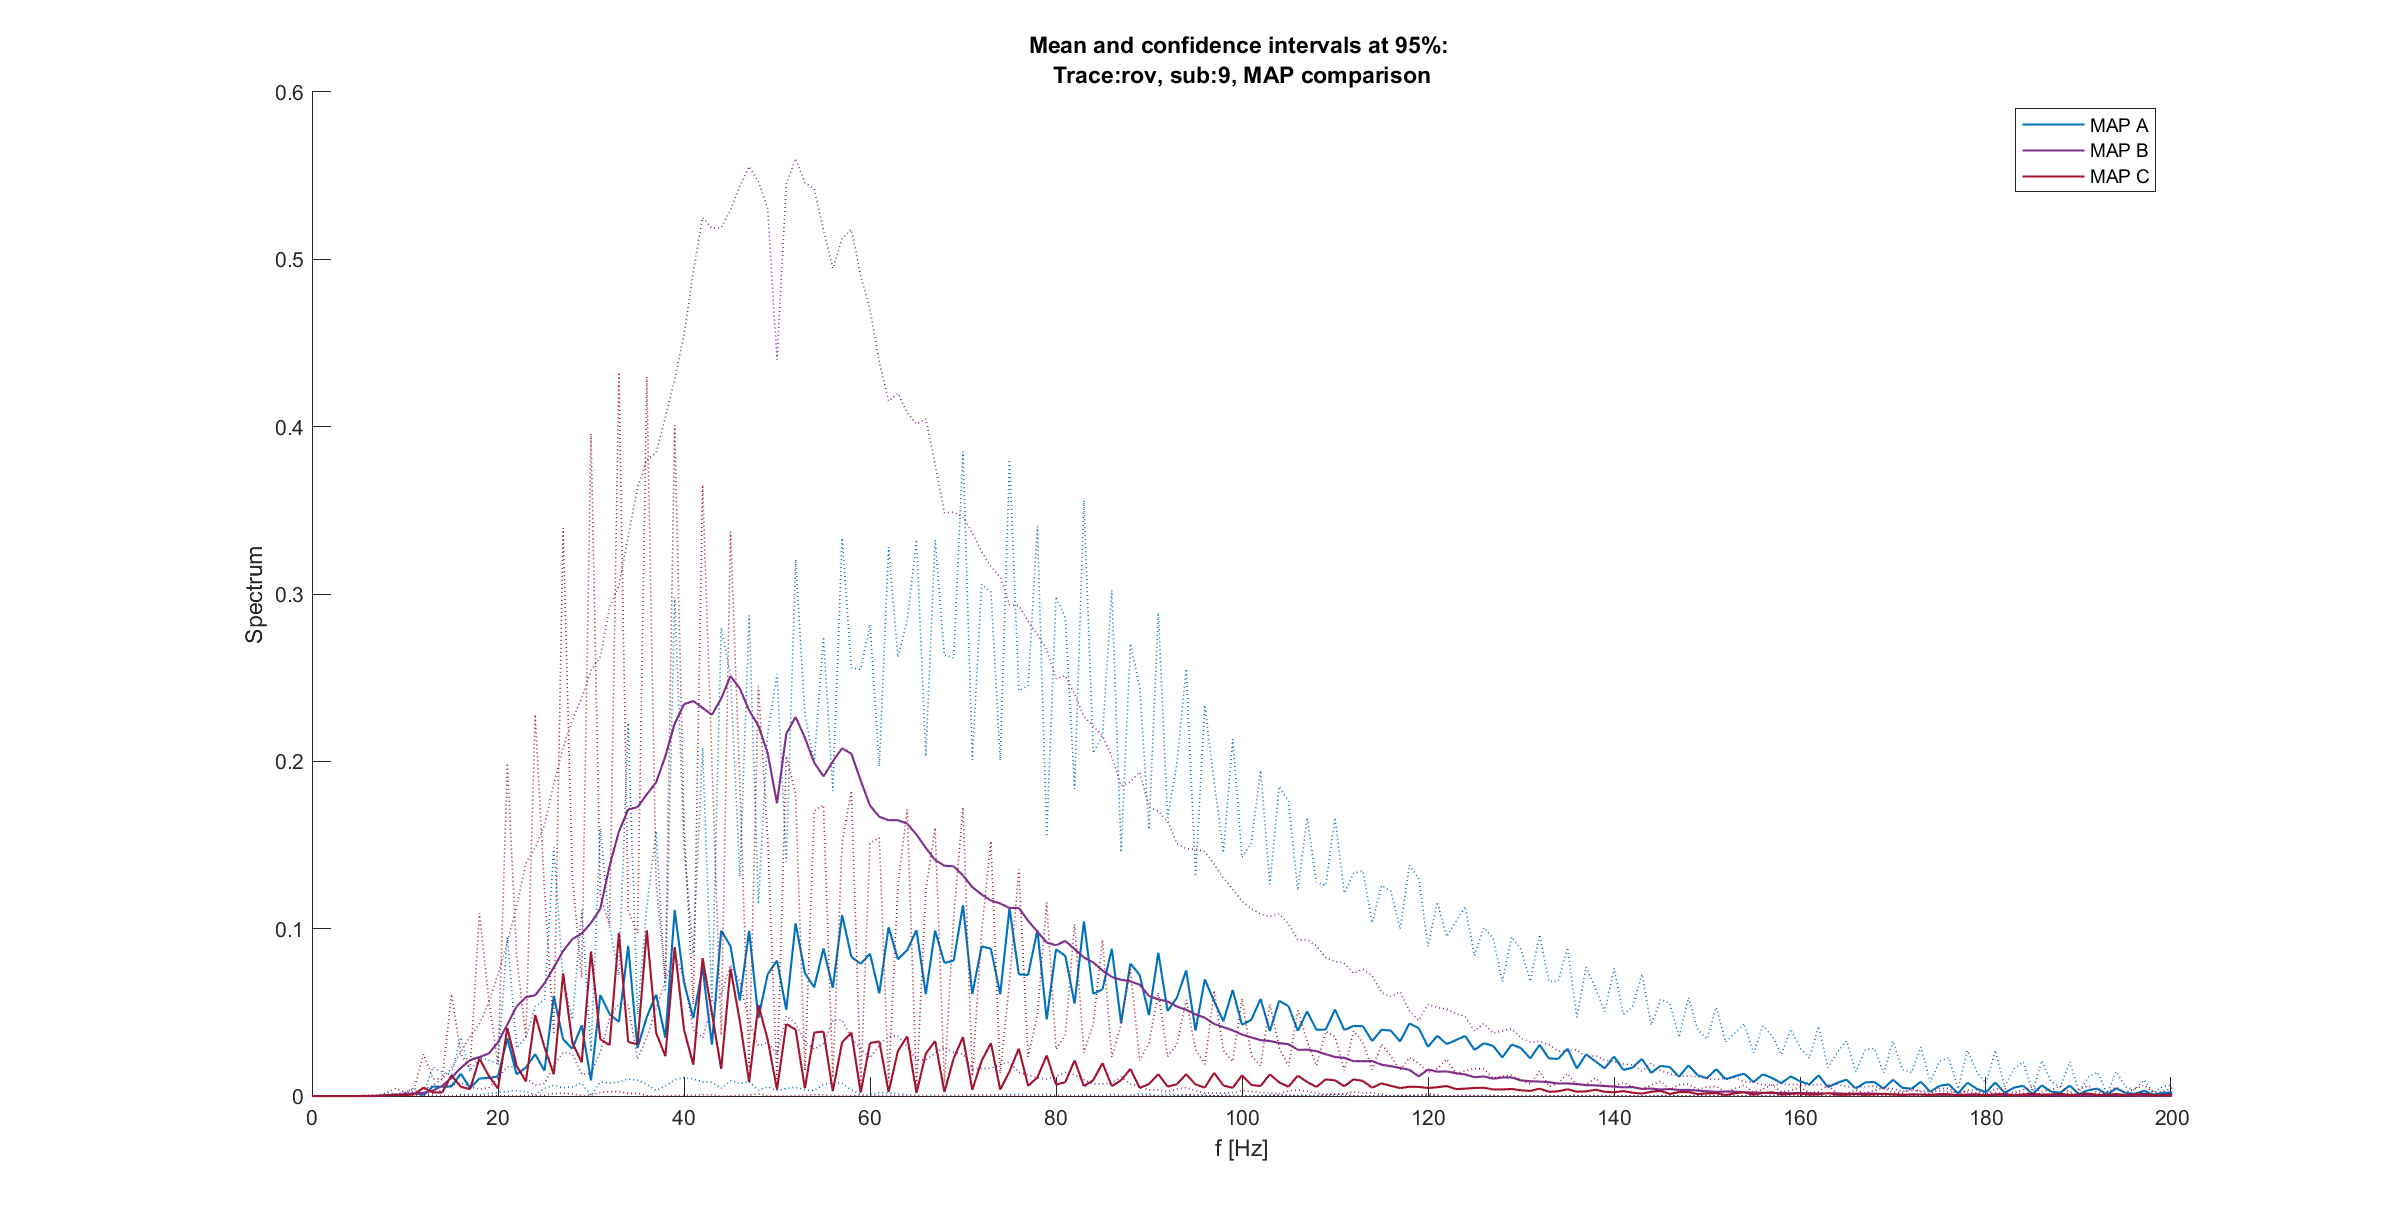 Mean and confidence intervals at 95%:
Trace:rov, sub:9, MAP comparison
0.6
0.5
0.4
0.3
0.2
0.1
0
Spectrum
MAP A
MAP B
MAP C
0 20 40 60 80 100 120 140 160 180 200
f [Hz]